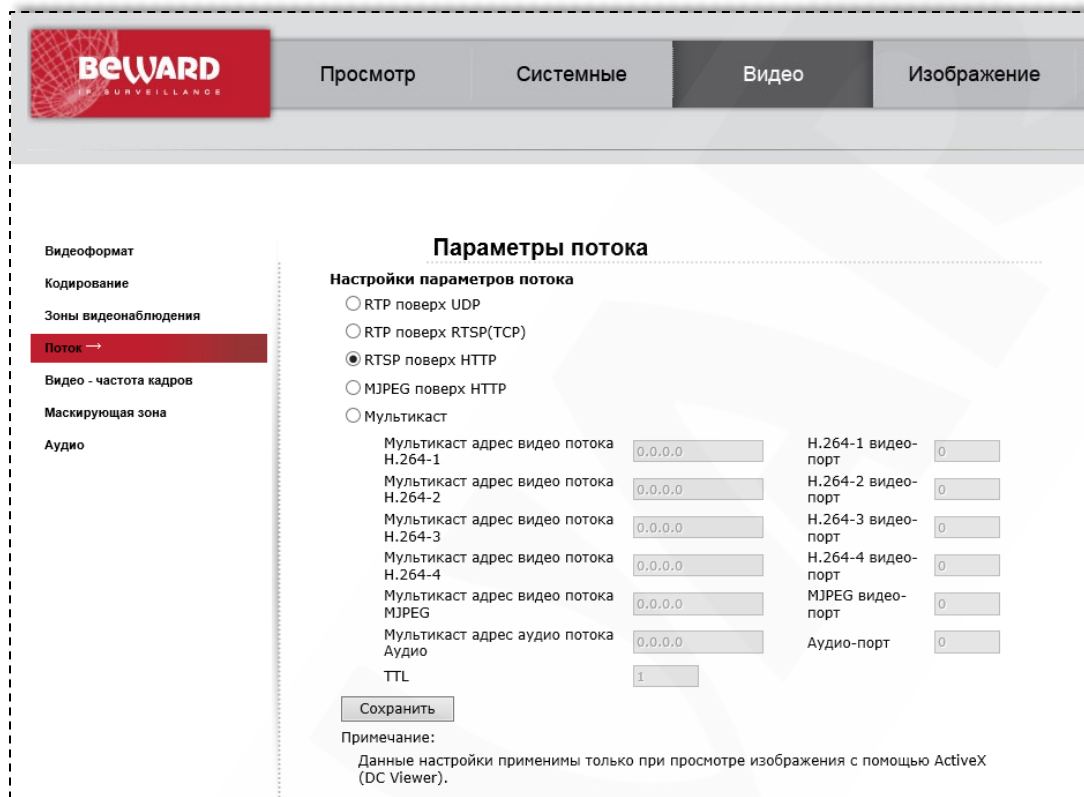 BEWARD
IP SURVEILLANCE
Просмотр
Системные
Видео
Изображение
Видеоформат
Кодирование
Зоны видеонаблюдения
Поток →
Видео - частота кадров
Маскирующая зона
Аудио
Параметры потока
Настройки параметров потока
RTP поверх UDP
RTP поверх RTSP(TCP)
RTSP поверх HTTP
MJPEG поверх HTTP
Мультикаст
Мультикаст адрес видео потока
H.264-1
0.0.0.0
H.264-1 видео-
порт
0
Мультикаст адрес видео потока
H.264-2
0.0.0.0
H.264-2 видео-
порт
0
Мультикаст адрес видео потока
H.264-3
0.0.0.0
H.264-3 видео-
порт
0
Мультикаст адрес видео потока
H.264-4
0.0.0.0
H.264-4 видео-
порт
0
Мультикаст адрес видео потока
MJPEG
0.0.0.0
MJPEG видео-
порт
0
Мультикаст адрес аудио потока
Аудио
0.0.0.0
Аудио-порт
0
TTL
1
Сохранить
Примечание:
Данные настройки применимы только при просмотре изображения с помощью ActiveX
(DC Viewer).